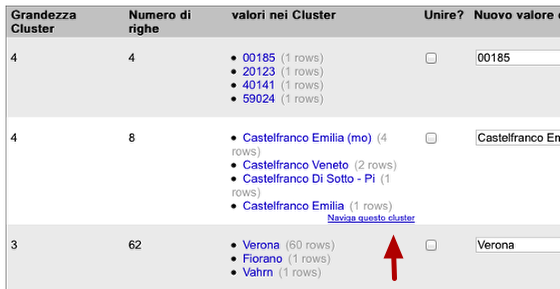 Grandezza Cluster
Numero di righe
valori nei Cluster
Unire?
Nuovo valore
4
4
00185 (1 rows)
20123 (1 rows)
40141 (1 rows)
59024 (1 rows)
00185
4
8
Castelfranco Emilia (mo) (4
rows)
Castelfranco Veneto (2 rows)
Castelfranco Di Sotto - Pi (1
rows)
Castelfranco Emilia (1 rows)
Naviga questo cluster
Castelfranco Em
3
62
Verona (60 rows)
Fiorano (1 rows)
Vahrn (1 rows)
Verona